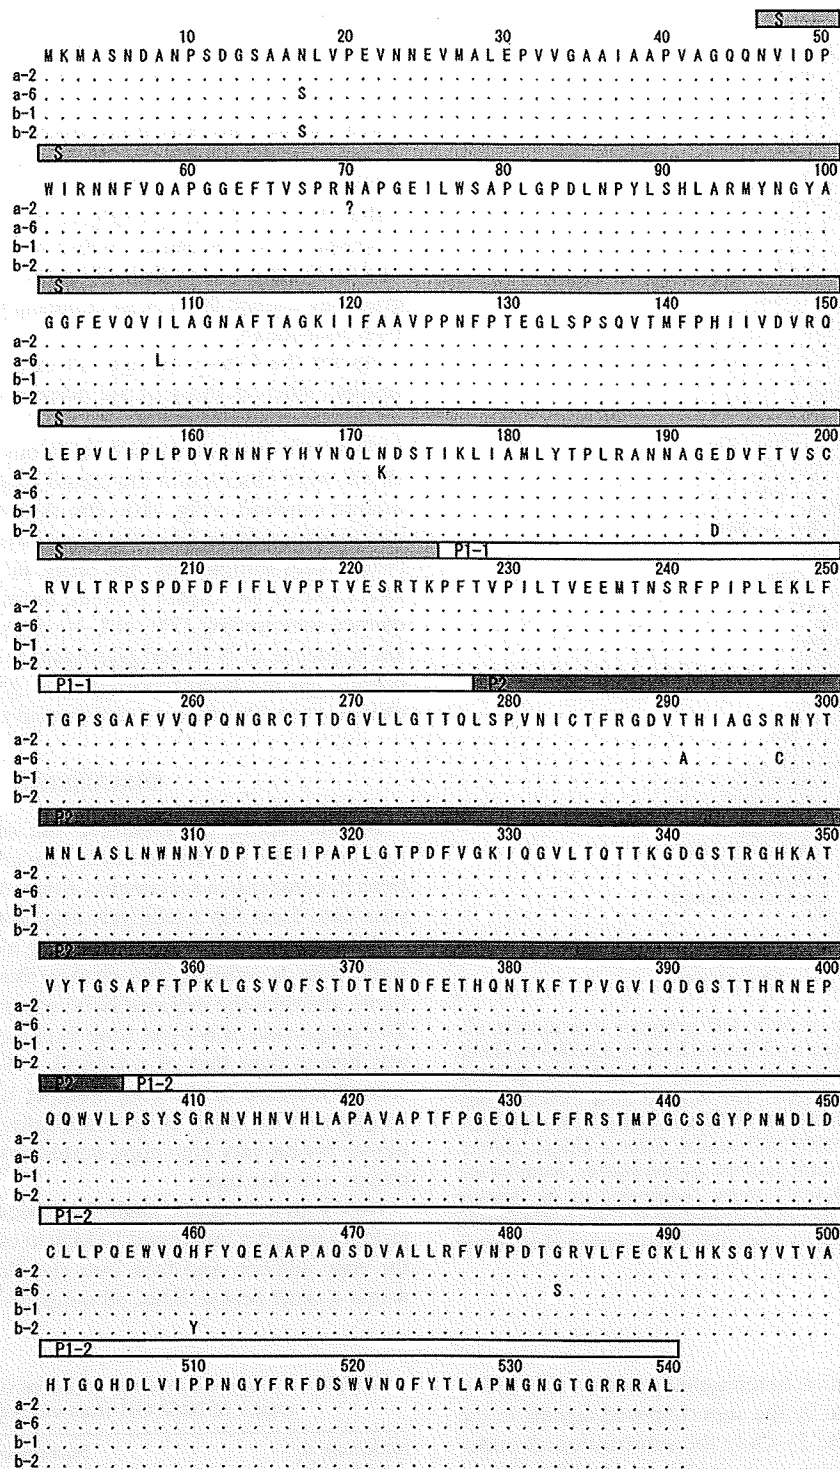 S
10 20 30 40 50
MKMASNDANPSDGSAANLVPEVNNEVMALEPVVGAAIAAPVAGQQNVIDP
a-2 ..................................................
a-6 ................S.................................
b-1 ..................................................
b-2 ................S.................................
S
60 70 80 90 100
WIRNNFVQAPGGEFTVSPRNAPGEILWSAPLGPDLNPYLSHLARMYNGYA
a-2 ...................?..............................
a-6 ..................................................
b-1 ..................................................
b-2 ..................................................
S
110 120 130 140 150
GGFEVQVILAGNAFTAGKIIFAAVPPNFPTEGLSPSQVTMFPHIIVDVRQ
a-2 ..................................................
a-6 .......L..........................................
b-1 ..................................................
b-2 ..................................................
S
160 170 180 190 200
LEPVLIPLPDVRNNFYHYNQLNDSTIKLIAMLYTPLRANNAGEDVFTVSC
a-2 .....................K............................
a-6 ..................................................
b-1 ..................................................
b-2 ..........................................D.......
S P1-1
210 220 230 240 250
RVLTRPSPDFDFIFLVPPTVESRTKPFTVPILTVEEMTNSRFPIPLEKLF
a-2 ..................................................
a-6 ..................................................
b-1 ..................................................
b-2 ..................................................
P1-1 P2
260 270 280 290 300
TGPSGAFVVQPQNGRCTTDGVLLGTTQLSPVNICTFRGDVTHIAGSRNYT
a-2 ..................................................
a-6 ........................................A.....C...
b-1 ..................................................
b-2 ..................................................
P2
310 320 330 340 350
MNLASLNWNNYDPTEEIPAPLGTPDFVGKIQGVLTQTTKGDGSTRGHKAT
a-2 ..................................................
a-6 ..................................................
b-1 ..................................................
b-2 ..................................................
P2
360 370 380 390 400
VYTGSAPFTPKLGSVQFSTDTENDFETHQNTKFTPVGVIQDGSTTHRNEP
a-2 ..................................................
a-6 ..................................................
b-1 ..................................................
b-2 ..................................................
P2 P1-2
410 420 430 440 450
QQWVLPSYSGRNVHNVHLAPAVAPTFPGEQLLFFRSTMPGCSGYPNMDLD
a-2 ..................................................
a-6 ..................................................
b-1 ..................................................
b-2 ..................................................
P1-2
460 470 480 490 500
CLLPQEWVQHFYQEAAPAQSDVALLRFVNPDTGRVLFECKLHKSGYVTVA
a-2 ..................................................
a-6 ................................S.................
b-1 ..................................................
b-2 .........Y........................................
P1-2
510 520 530 540
HTGQHDLVIPPNGYFRFDSWVNQFYTLAPMGNGTGRRRAL.
a-2 .........................................
a-6 .........................................
b-1 .........................................
b-2 .........................................